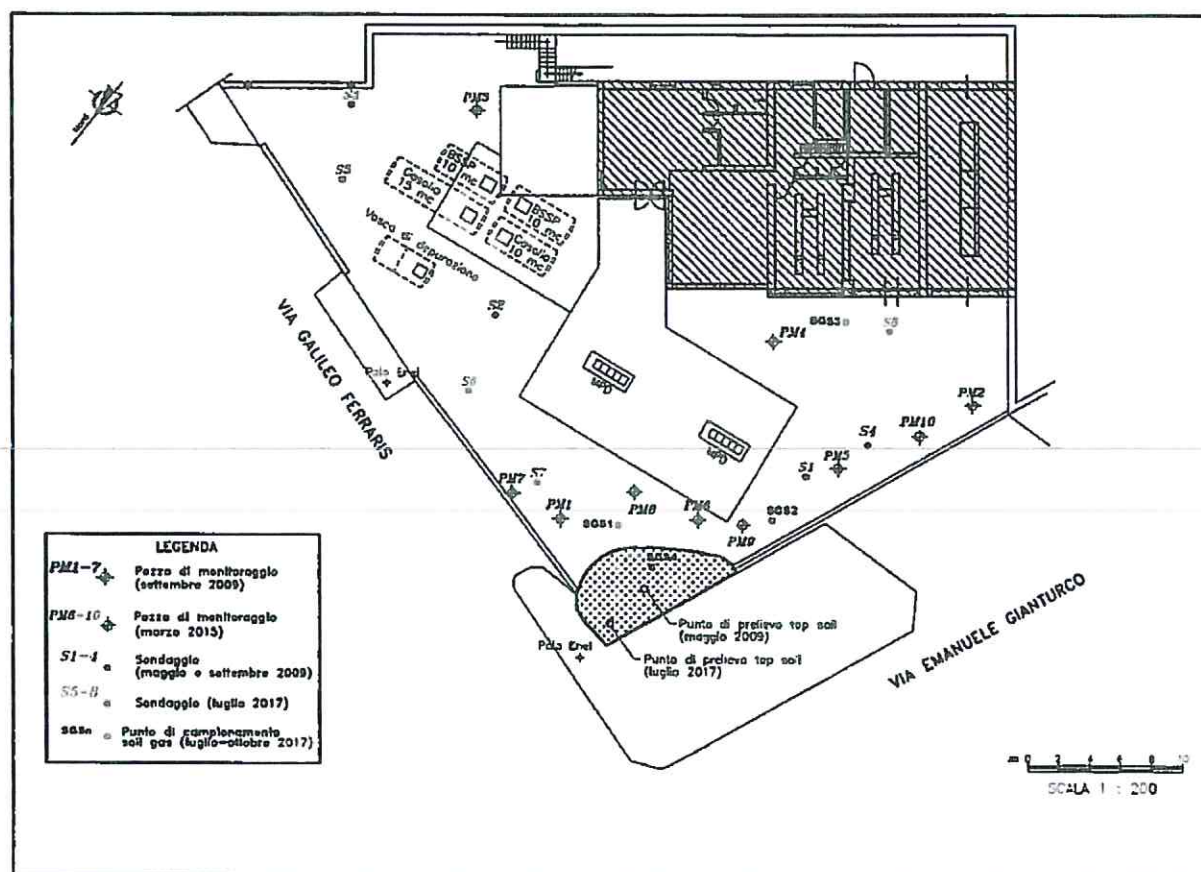 Nord
S3
PM3
S5
BSSP
10 mc
Gasolio
15 mc
BSSP
10 mc
Gasolio
10 mc
Vasca di depurazione
S2
VIA GALILEO FERRARIS
Palo Enel
S6
MPD
MPD
SGS3
S8
PM4
PM2
PM10
S4
PM5
S1
PM7
S7
PM1
SGS1
PM8
PM6
PM9
SGS2
SGS4
Punto di prelievo top soil
(maggio 2009)
Punto di prelievo top soil
(luglio 2017)
Palo Enel
VIA EMANUELE GIANTURCO
LEGENDA
PM1-7 Pozzo di monitoraggio
(settembre 2009)
PM8-10 Pozzo di monitoraggio
(marzo 2015)
S1-4 Sondaggio
(maggio e settembre 2009)
S5-8 Sondaggio (luglio 2017)
SGSn Punto di campionamento
soil gas (luglio-ottobre 2017)
m 0 2 4 6 8 10
SCALA 1 : 200